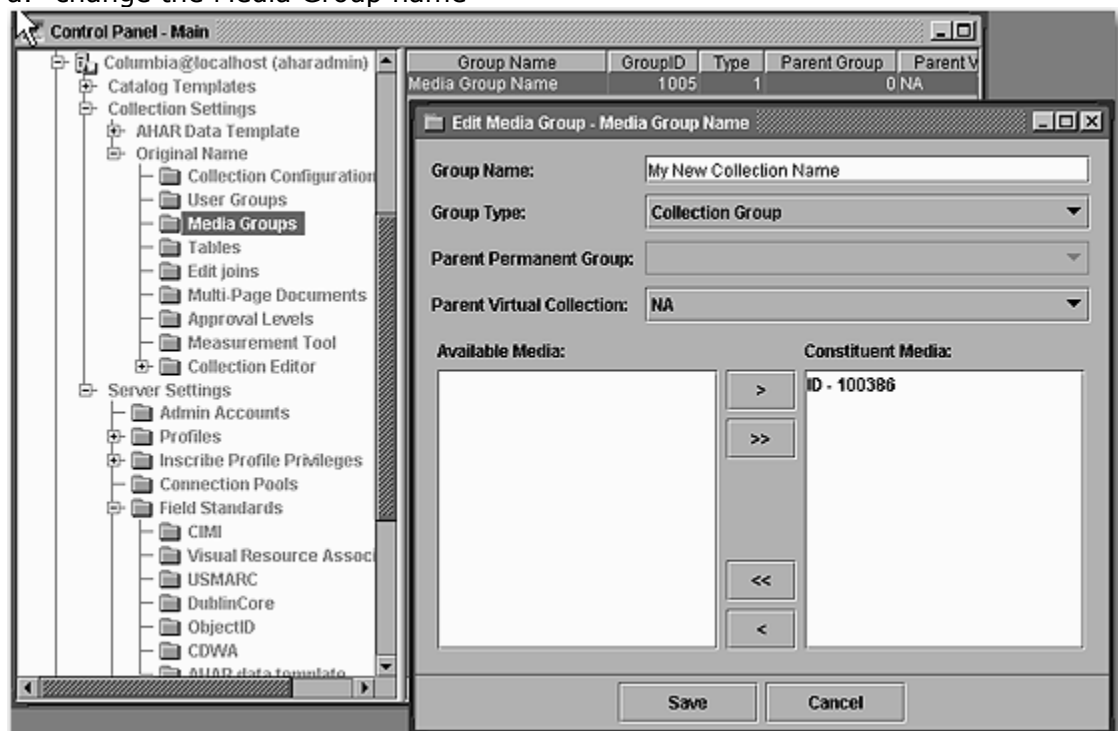 a. change the Media Group name
Control Panel - Main
Columbia@localhost (aharadmin)
Catalog Templates
Collection Settings
AHAR Data Template
Original Name
Collection Configuration
User Groups
Media Groups
Tables
Edit joins
Multi-Page Documents
Approval Levels
Measurement Tool
Collection Editor
Server Settings
Admin Accounts
Profiles
Inscribe Profile Privileges
Connection Pools
Field Standards
CIMI
Visual Resource Associ
USMARC
DublinCore
ObjectID
CDWA
AHAR data template
Group Name GroupID Type Parent Group Parent V
Media Group Name 1005 1 0 NA
Edit Media Group - Media Group Name
Group Name: My New Collection Name
Group Type: Collection Group
Parent Permanent Group:
Parent Virtual Collection: NA
Available Media: Constituent Media:
ID - 100386
>
>>
<<
<
Save Cancel